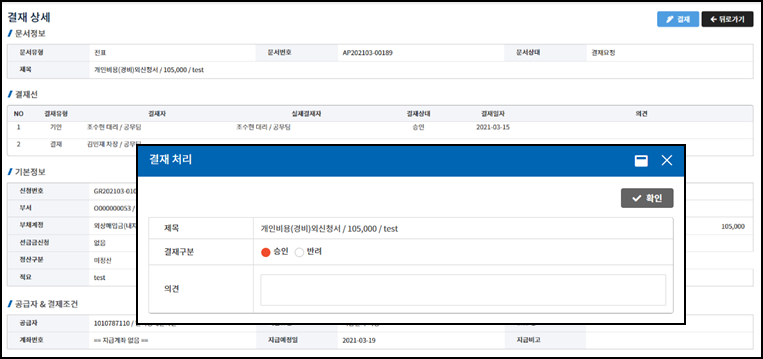 결재 상세
결재
뒤로가기
문서정보
문서유형 전표 문서번호 AP202103-00189 문서상태 결재요청
제목 개인비용(경비)외신청서 / 105,000 / test
결재선
NO 결재유형 결재자 실제결재자 결재상태 결재일자 의견
1 기안 조수현 대리 / 공무팀 조수현 대리 / 공무팀 승인 2021-03-15
2 결재 김민재 차장 / 공무팀
기본정보
신청번호 GR202103-010
부서 O000000053 /
부채계정 외상매입금(내자 105,000
선급금신청 없음
정산구분 미정산
적요 test
결재 처리
확인
제목 개인비용(경비)외신청서 / 105,000 / test
결재구분 승인 반려
의견
공급자 & 결제조건
공급자 1010787110 /
계좌번호 == 지급계좌 없음 == 지급예정일 2021-03-19 지급비고